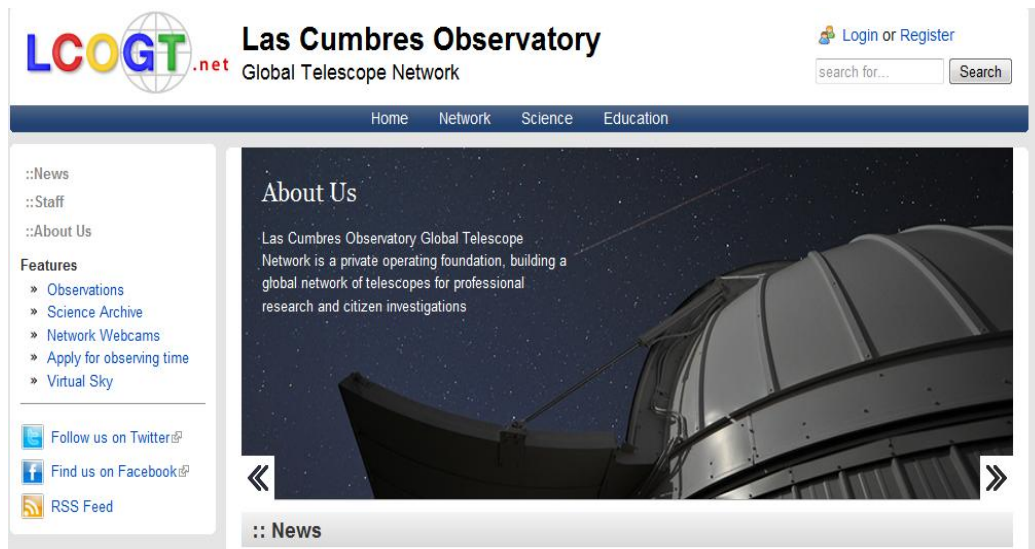 LCOGT.net
Las Cumbres Observatory
Global Telescope Network
Login or Register
search for...
Search
Home Network Science Education
::News
::Staff
::About Us
Features
» Observations
» Science Archive
» Network Webcams
» Apply for observing time
» Virtual Sky
Follow us on Twitter
Find us on Facebook
RSS Feed
About Us
Las Cumbres Observatory Global Telescope
Network is a private operating foundation, building a
global network of telescopes for professional
research and citizen investigations
:: News